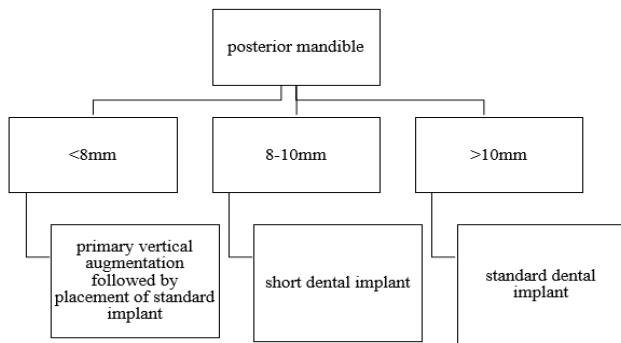 posterior mandible
<8mm
8-10mm
>10mm
primary vertical
augmentation
followed by
placement of standard
implant
short dental implant
standard dental
implant